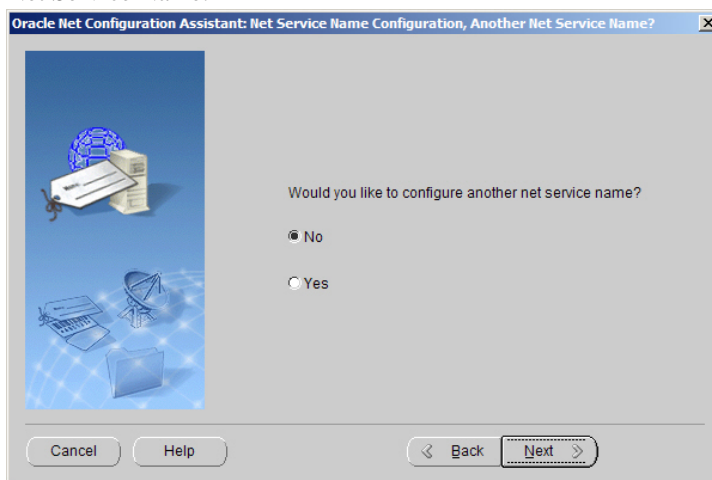 Oracle Net Configuration Assistant: Net Service Name Configuration, Another Net Service Name?
Would you like to configure another net service name?
No
Yes
Cancel Help Back Next